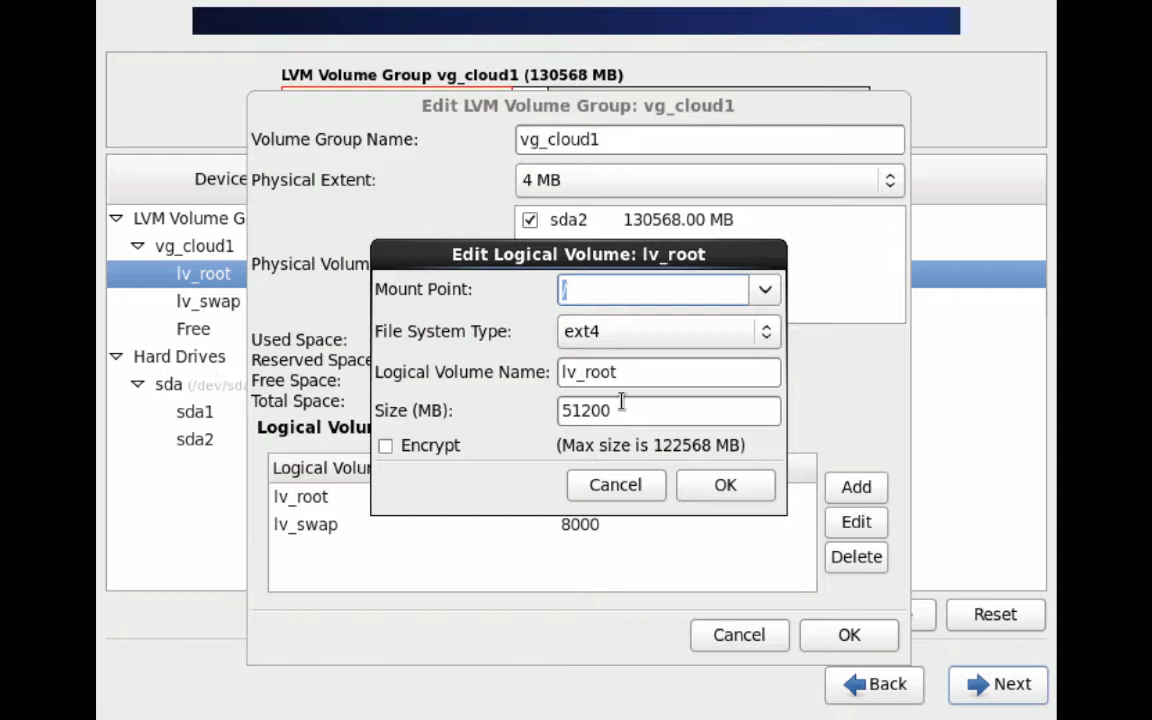 LVM Volume Group vg_cloud1 (130568 MB)
Edit LVM Volume Group: vg_cloud1
Volume Group Name: vg_cloud1
Device
Physical Extent: 4 MB
LVM Volume G
sda2 130568.00 MB
vg_cloud1
Edit Logical Volume: lv_root
Physical Volum
lv_root
Mount Point: /
lv_swap
Free
File System Type: ext4
Used Space:
Hard Drives
Reserved Space
Logical Volume Name: lv_root
Free Space:
sda (/dev/sda
Total Space:
sda1
Size (MB): 51200
Logical Volu
sda2
Encrypt (Max size is 122568 MB)
Logical Volu
Cancel OK
Add
lv_root
lv_swap 8000
Edit
Delete
Reset
Cancel OK
Back Next